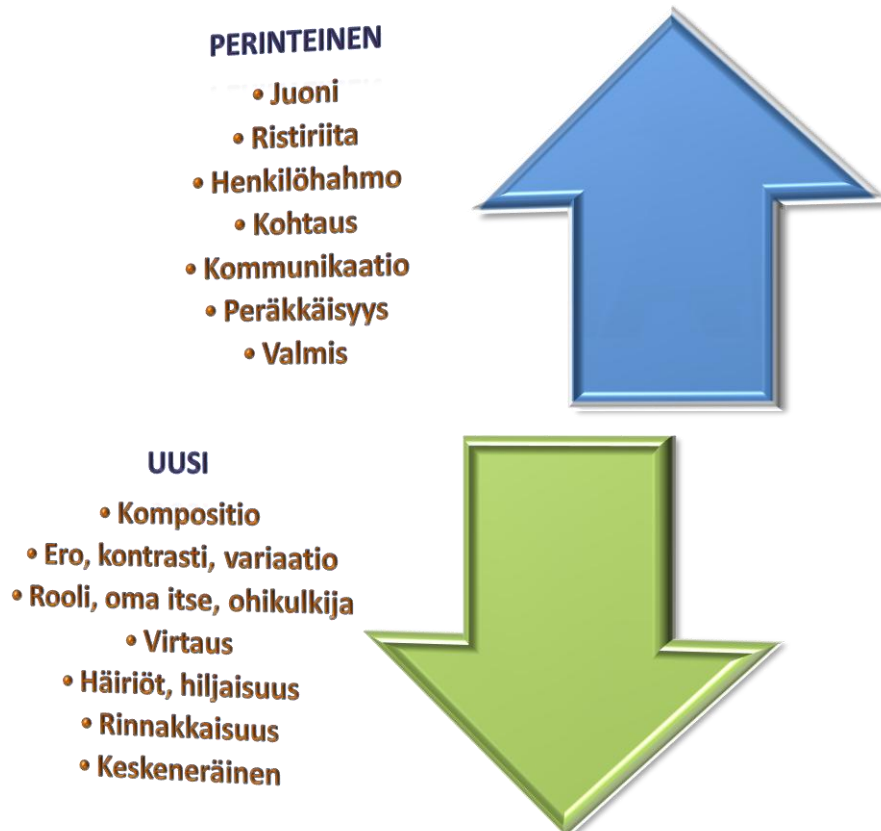 PERINTEINEN
• Juoni
• Ristiriita
• Henkilöhahmo
• Kohtaus
• Kommunikaatio
• Peräkkäisyys
• Valmis
UUSI
• Kompositio
• Ero, kontrasti, variaatio
• Rooli, oma itse, ohikulkija
• Virtaus
• Häiriöt, hiljaisuus
• Rinnakkaisuus
• Keskeneräinen